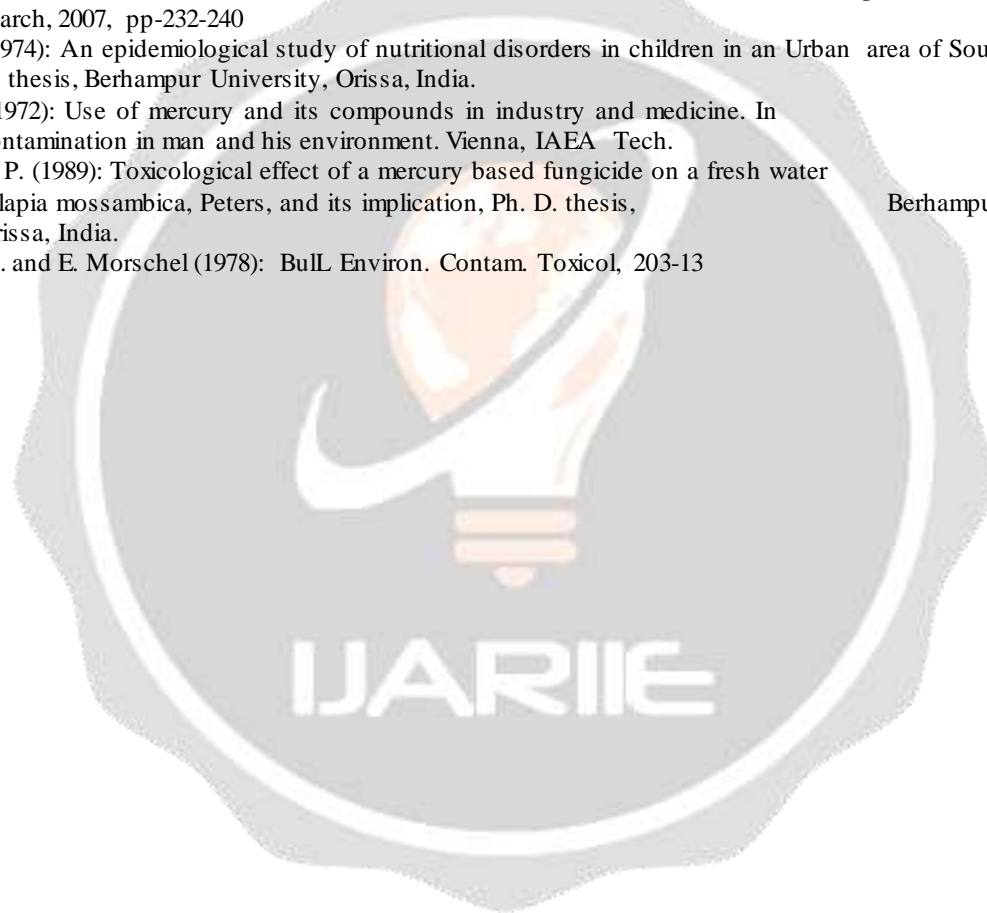 arch, 2007, pp-232-240
974): An epidemiological study of nutritional disorders in children in an Urban area of Sou
thesis, Berhampur University, Orissa, India.
1972): Use of mercury and its compounds in industry and medicine. In
ntamination in man and his environment. Vienna, IAEA Tech.
P. (1989): Toxicological effect of a mercury based fungicide on a fresh water
lapia mossambica, Peters, and its implication, Ph. D. thesis, Berhampu
rissa, India.
. and E. Morschel (1978): BulL Environ. Contam. Toxicol, 203-13
IJARIIE